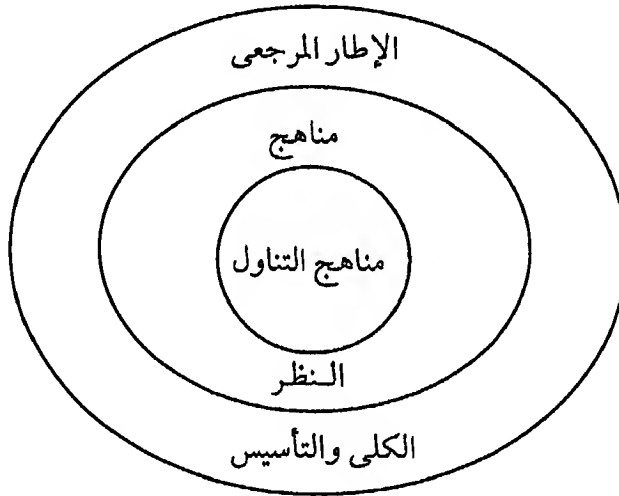 الإطار المرجعى
مناهج
مناهج التناول
النظر
الكلى والتأسيس